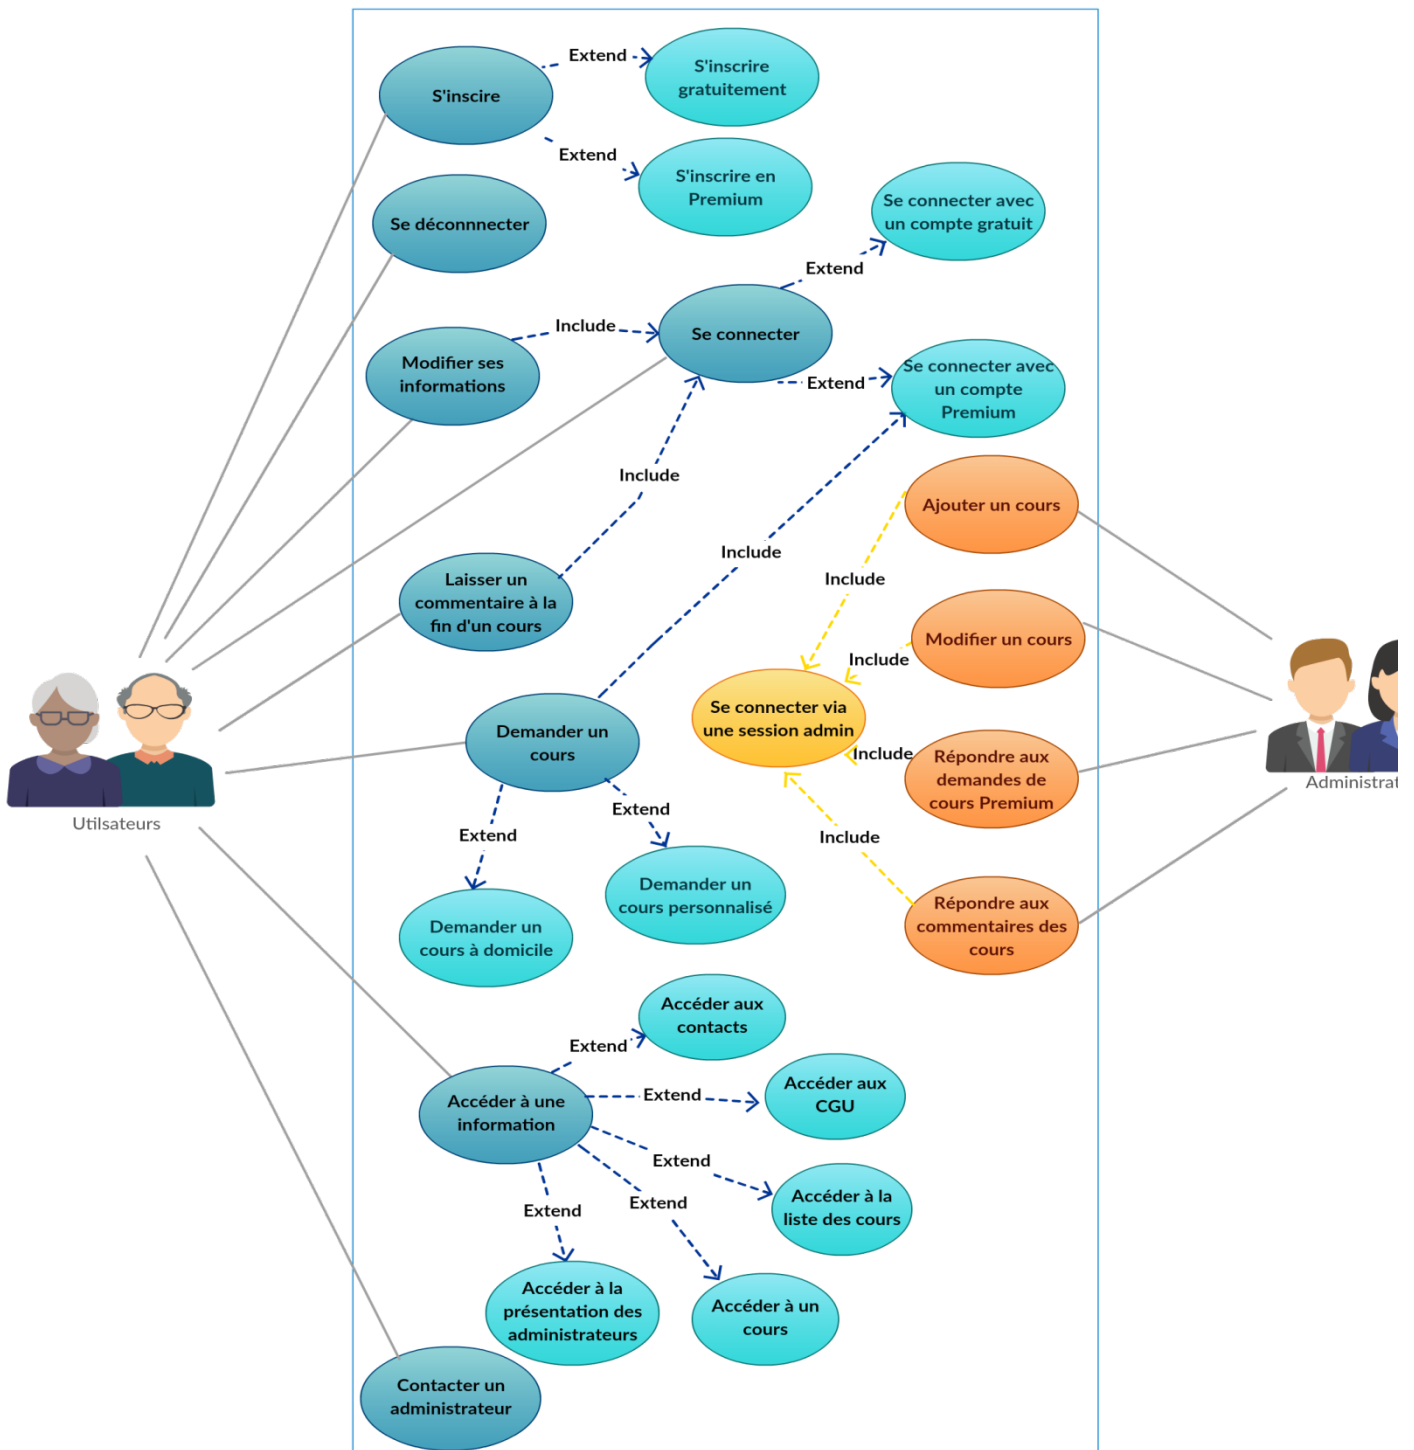 S'inscire
Extend
S'inscrire
gratuitement
Extend
S'inscrire en
Premium
Se déconnnecter
Se connecter avec
un compte gratuit
Extend
Include
Se connecter
Modifier ses
informations
Extend
Se connecter avec
un compte
Premium
Include
Ajouter un cours
Include
Include
Laisser un
commentaire à la
fin d'un cours
Modifier un cours
Include
Se connecter via
une session admin
Demander un
cours
Include
Répondre aux
demandes de
cours Premium
Utilsateurs
Administrat
Extend
Extend
Include
Demander un
cours personnalisé
Demander un
cours à domicile
Répondre aux
commentaires des
cours
Accéder aux
contacts
Extend
Accéder à une
information
Extend
Accéder aux
CGU
Extend
Accéder à la
liste des cours
Extend
Extend
Accéder à la
présentation des
administrateurs
Accéder à un
cours
Contacter un
administrateur